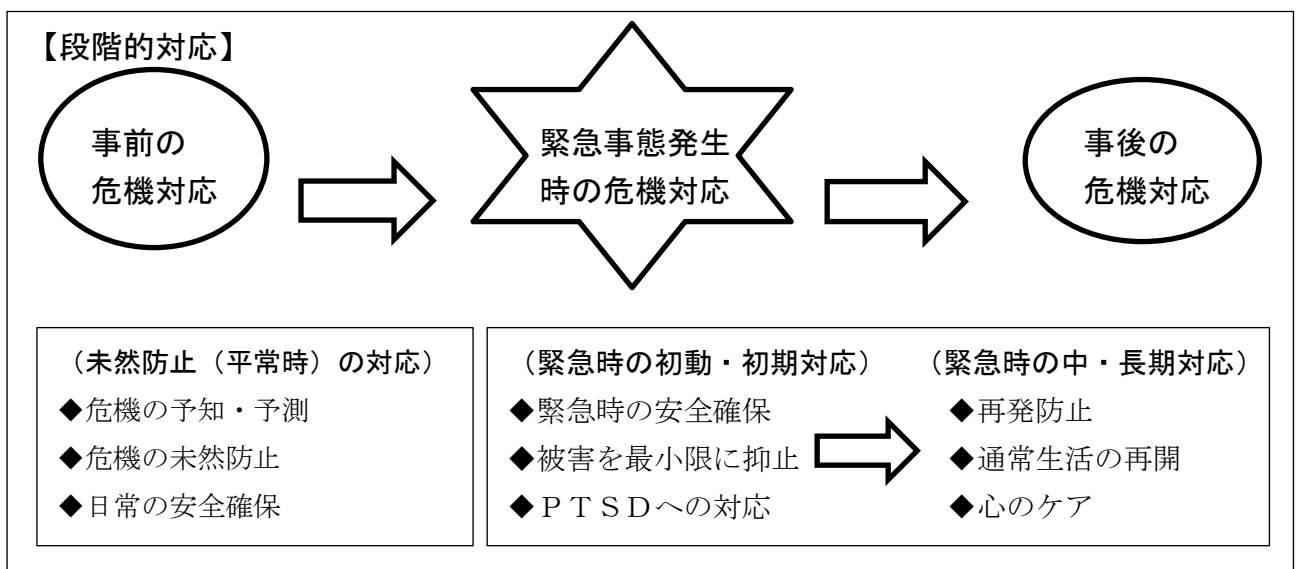 【段階的対応】
事前の
危機対応
緊急事態発生
時の危機対応
事後の
危機対応
(未然防止(平常時)の対応)
◆危機の予知・予測
◆危機の未然防止
◆日常の安全確保
(緊急時の初動・初期対応)
◆緊急時の安全確保
◆被害を最小限に抑止
◆PTSDへの対応
(緊急時の中・長期対応)
◆再発防止
◆通常生活の再開
◆心のケア